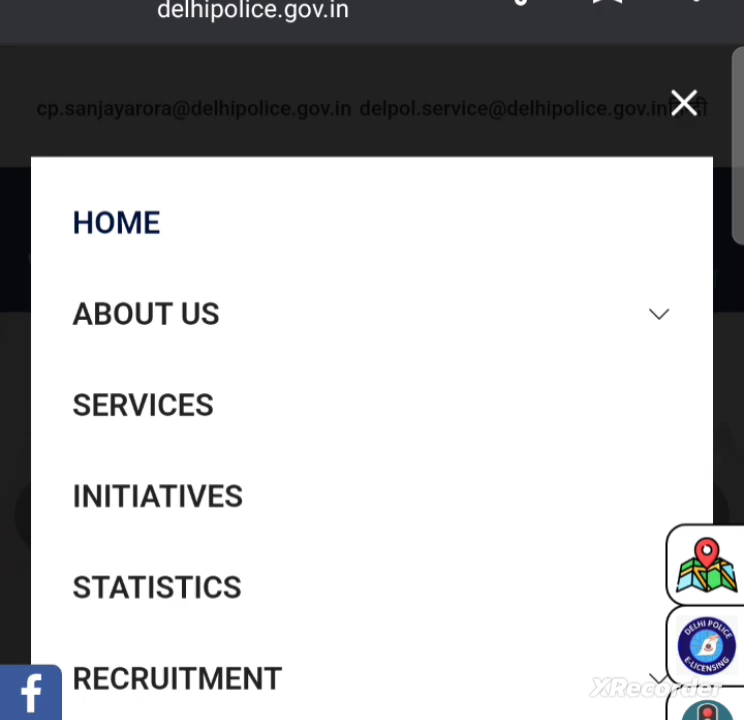 delhipolice.gov.in
cp.sanjayarora@delhipolice.gov.in delpol.service@delhipolice.gov.in
HOME
ABOUT US
SERVICES
INITIATIVES
STATISTICS
DELHI POLICE
E-LICENSING
RECRUITMENT
XRecorder
f